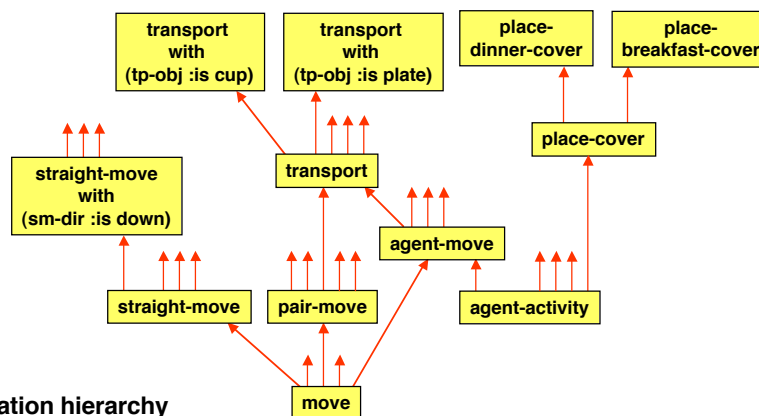 transport
with
(tp-obj :is cup)
transport
with
(tp-obj :is plate)
place-
dinner-cover
place-
breakfast-cover
place-cover
transport
straight-move
with
(sm-dir :is down)
agent-move
straight-move
pair-move
agent-activity
move
ation hierarchy